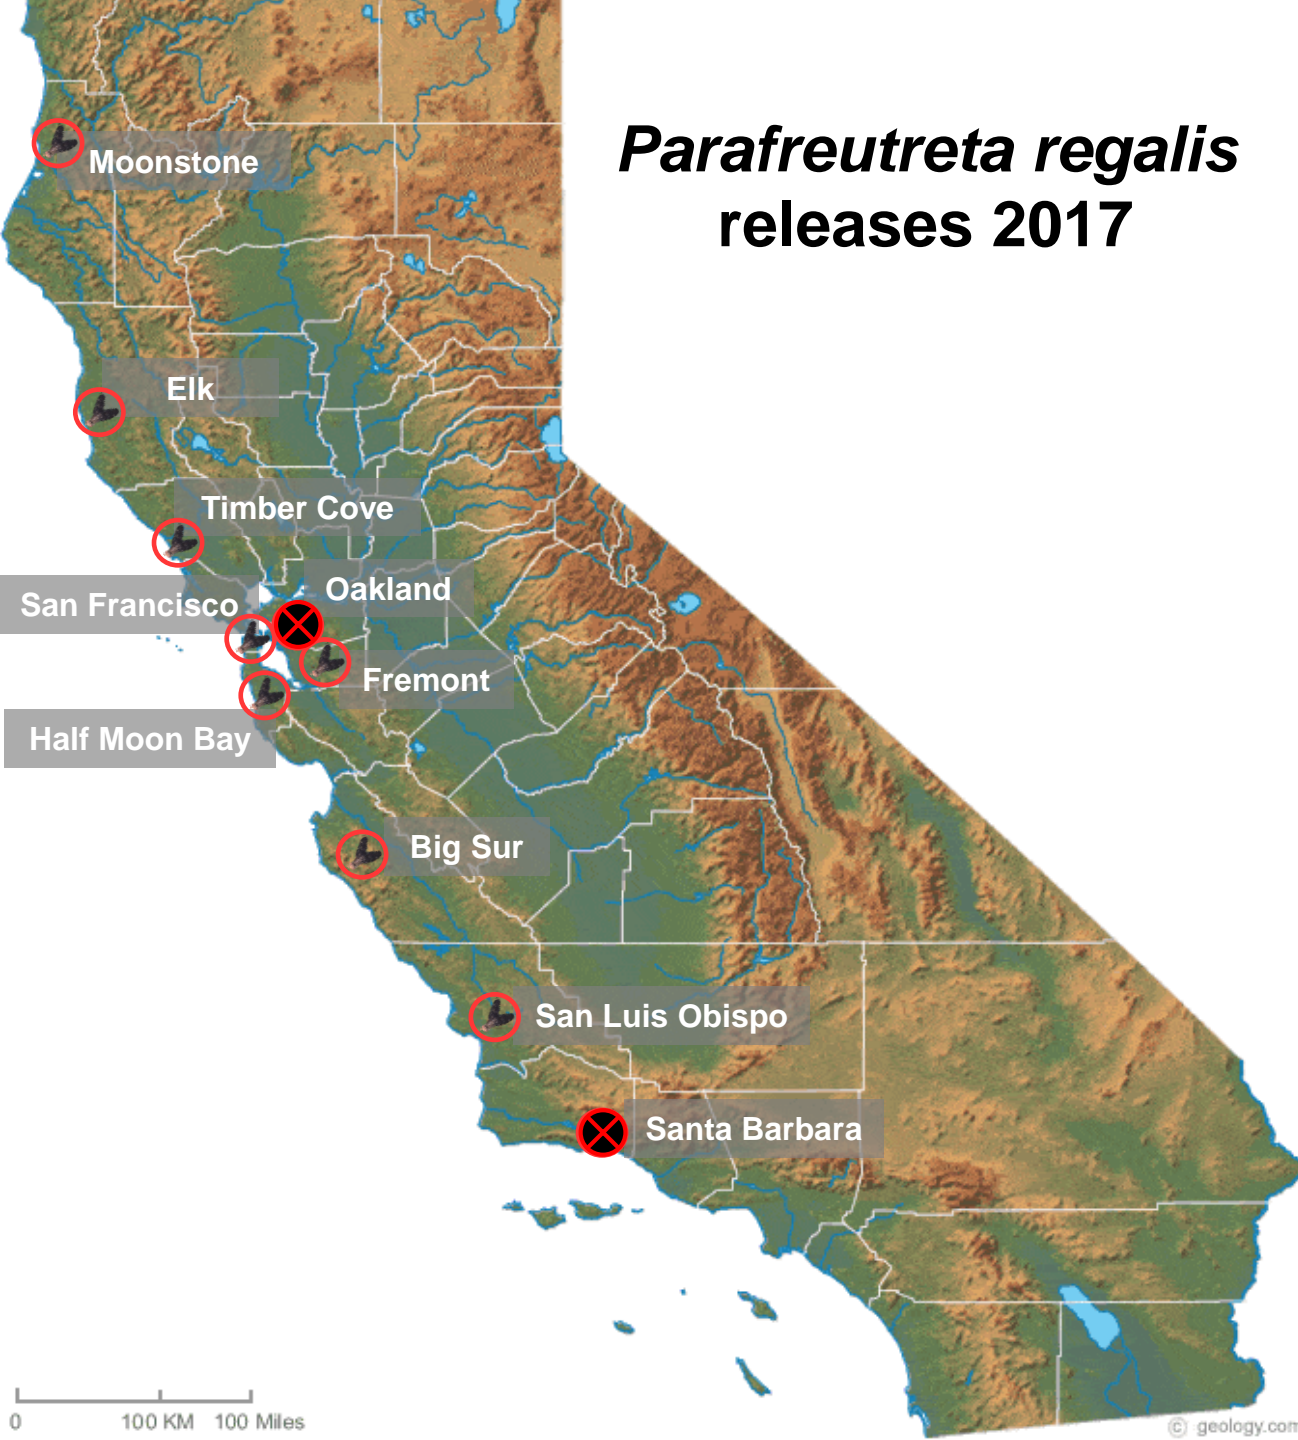 Parafreutreta regalis
releases 2017
Moonstone
Elk
Timber Cove
Oakland
San Francisco
Fremont
Half Moon Bay
Big Sur
San Luis Obispo
Santa Barbara
0 100 KM 100 Miles
© geology.com